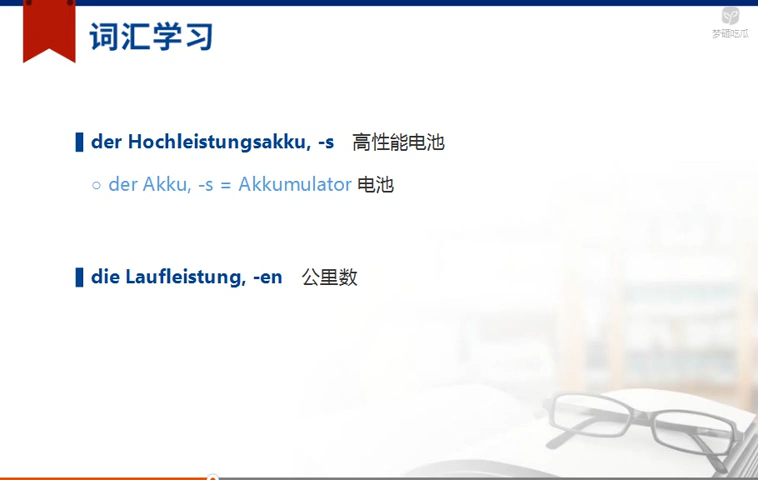 词汇学习
梦硒吃瓜
der Hochleistungsakku, -s 高性能电池
der Akku, -s = Akkumulator 电池
die Laufleistung, -en 公里数